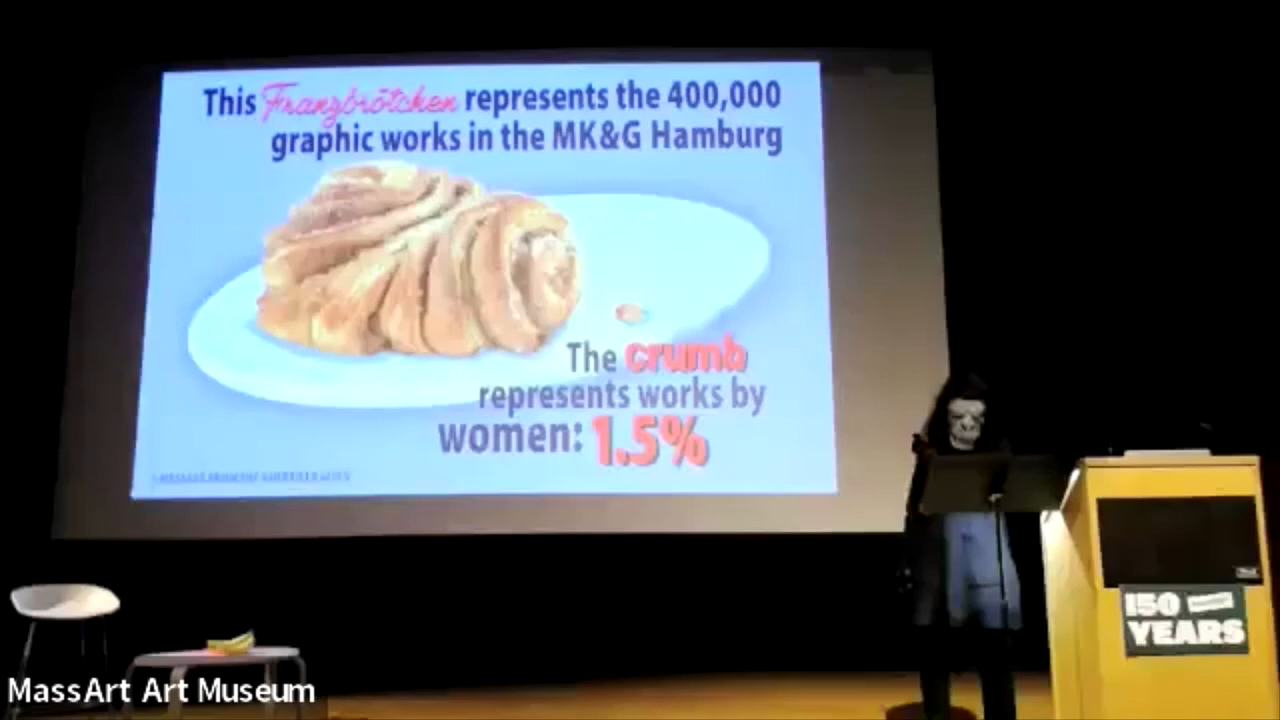 This Franzbrötchen represents the 400,000
graphic works in the MK&G Hamburg
The crumb
represents works by
women: 1.5%
150
YEARS
MassArt Art Museum